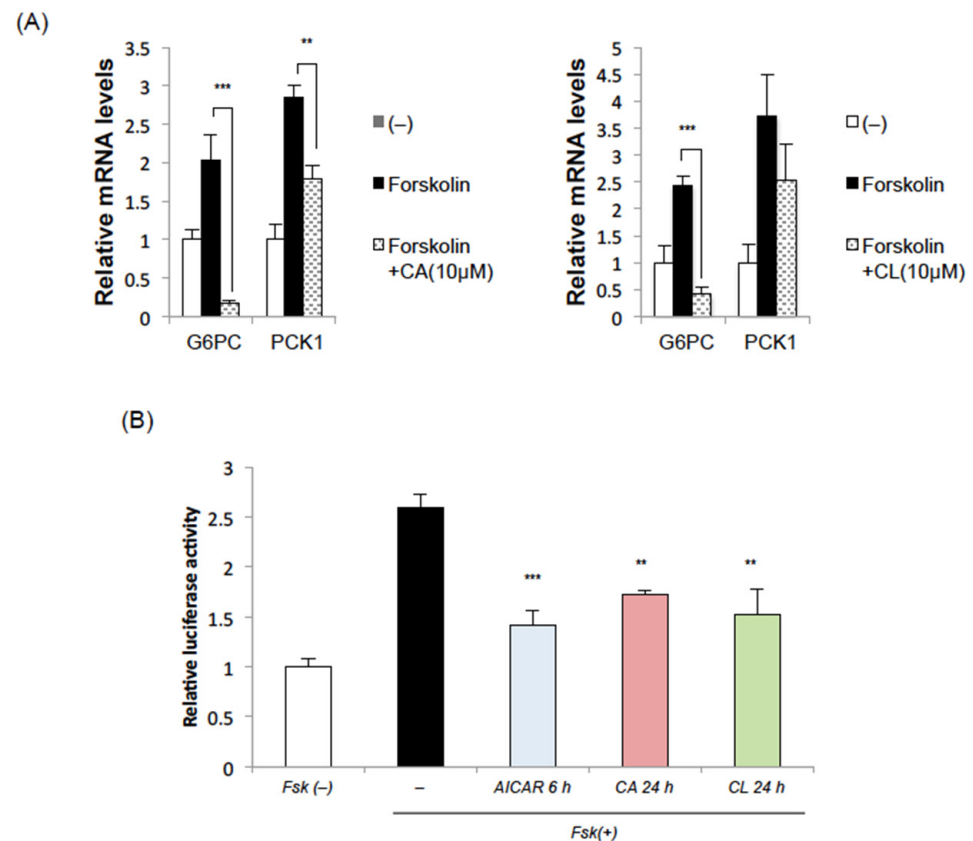 (A)
Relative mRNA levels
3.5
3
2.5
2
1.5
1
0.5
0
***
**
G6PC
PCK1
(–)
Forskolin
Forskolin
+CA(10μM)
Relative mRNA levels
5
4.5
4
3.5
3
2.5
2
1.5
1
0.5
0
***
G6PC
PCK1
(–)
Forskolin
Forskolin
+CL(10μM)
(B)
Relative luciferase activity
3
2.5
2
1.5
1
0.5
0
***
**
**
Fsk (–)
–
AICAR 6 h
CA 24 h
CL 24 h
Fsk(+)